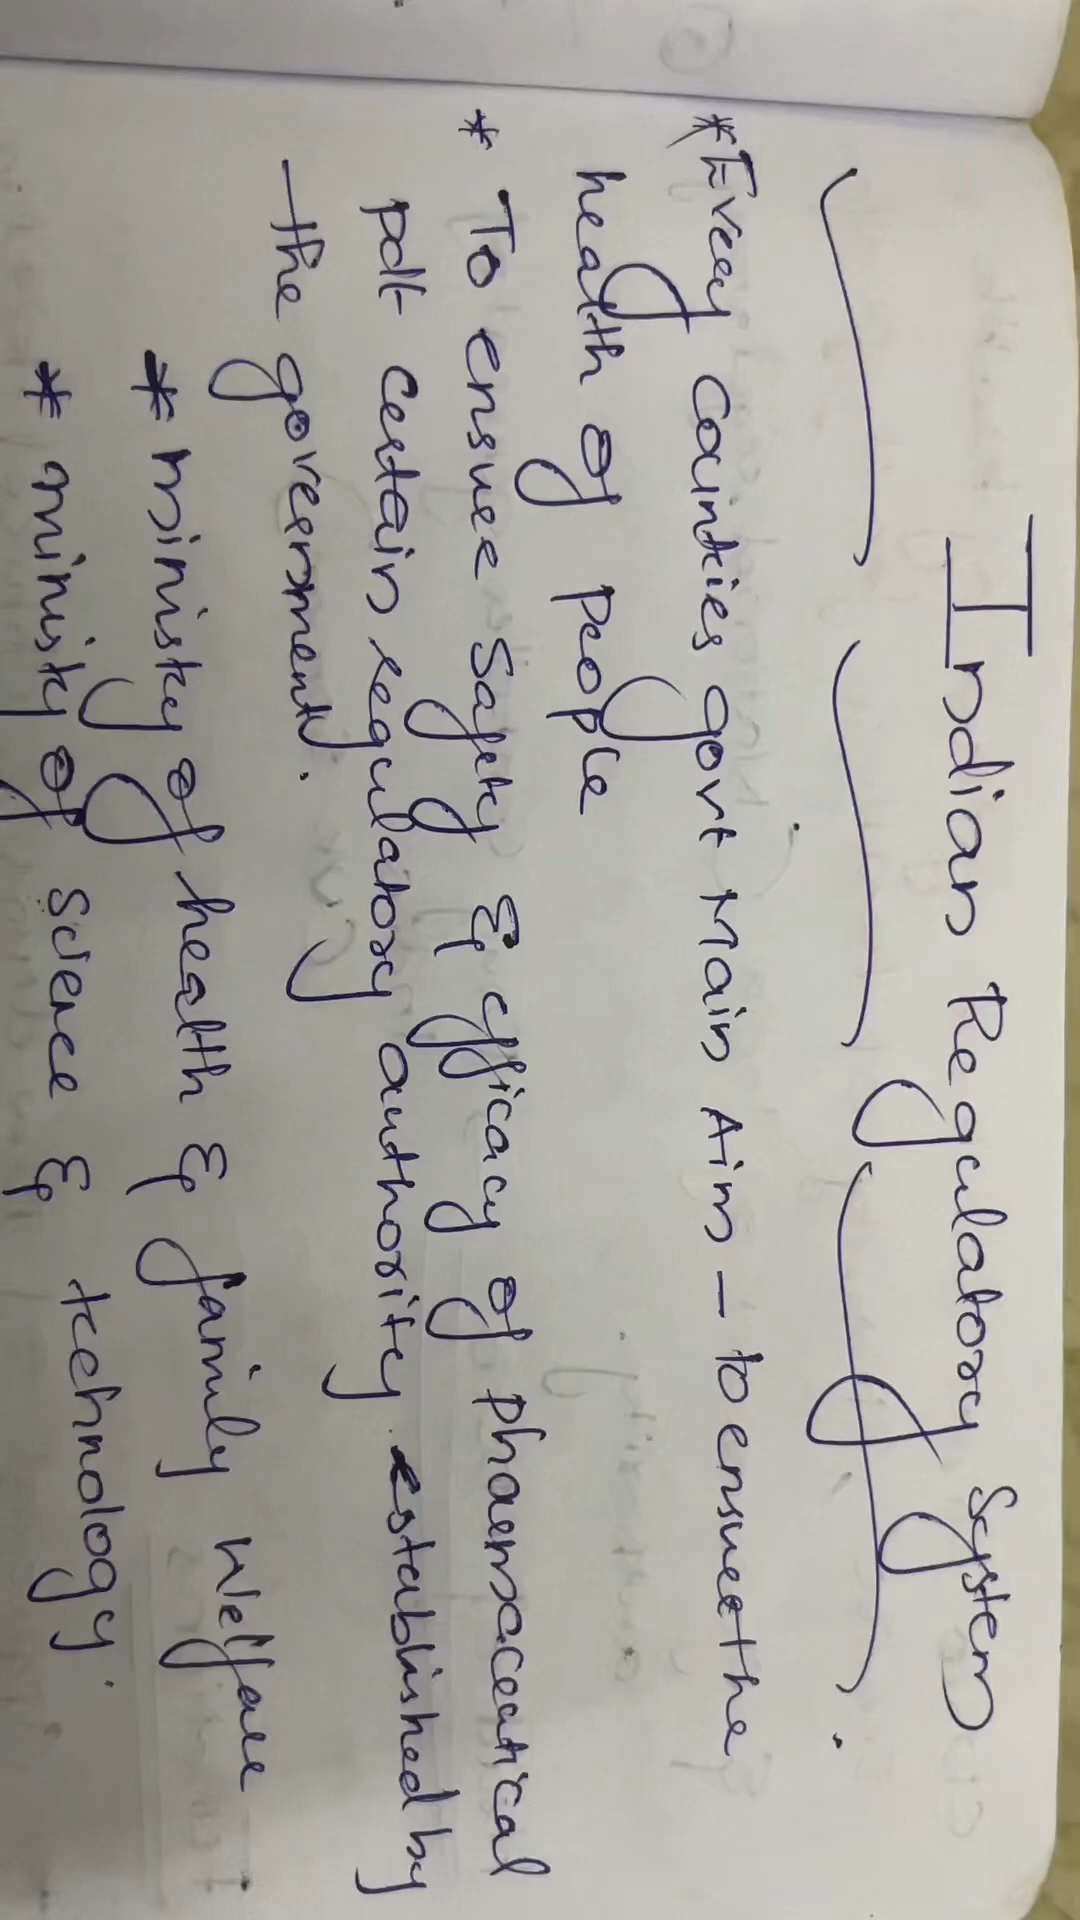 Indian Regulatory System
* Every Countries govt Main Aim - to ensure the
health of people
* To ensure Safety & efficacy of pharmaceutical
pdt certain regulatory authority established by
the government.
* ministry of health & family welfare
* ministry of science & technology.